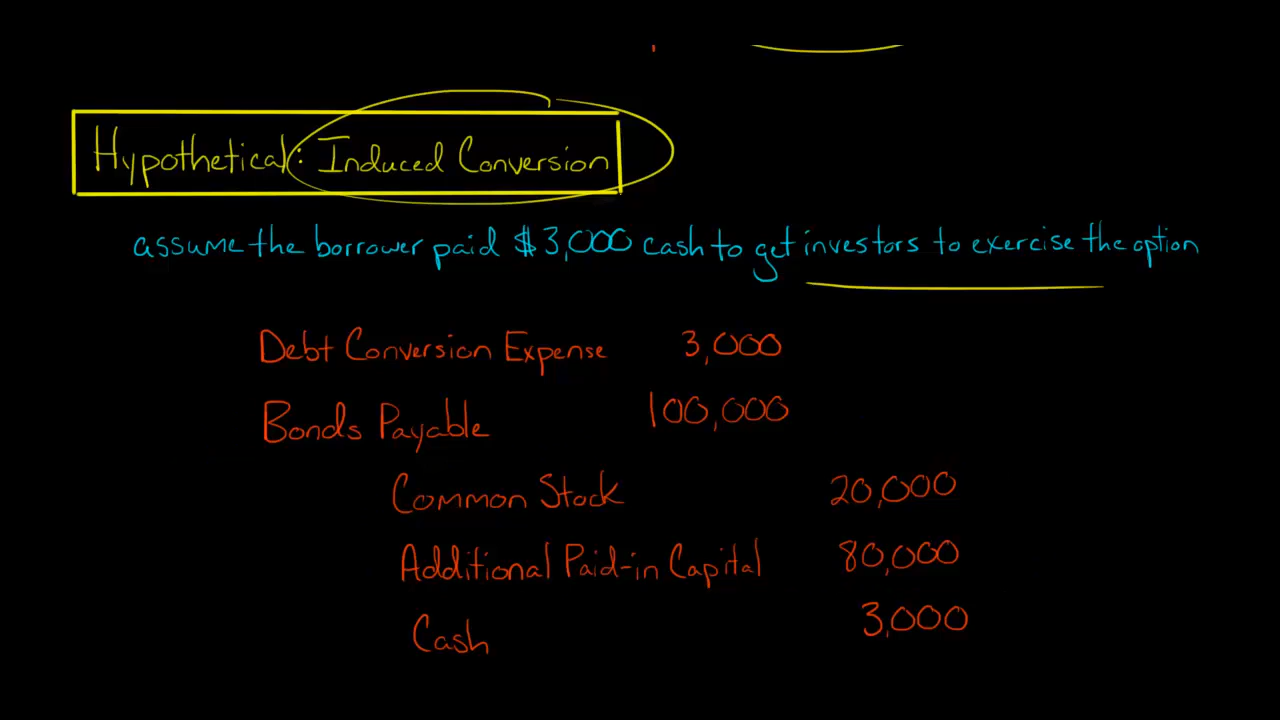 Hypothetical: Induced Conversion
assume the borrower paid $3,000 cash to get investors to exercise the option
Debt Conversion Expense 3,000
Bonds Payable 100,000
Common Stock 20,000
Additional Paid-in Capital 80,000
Cash 3,000